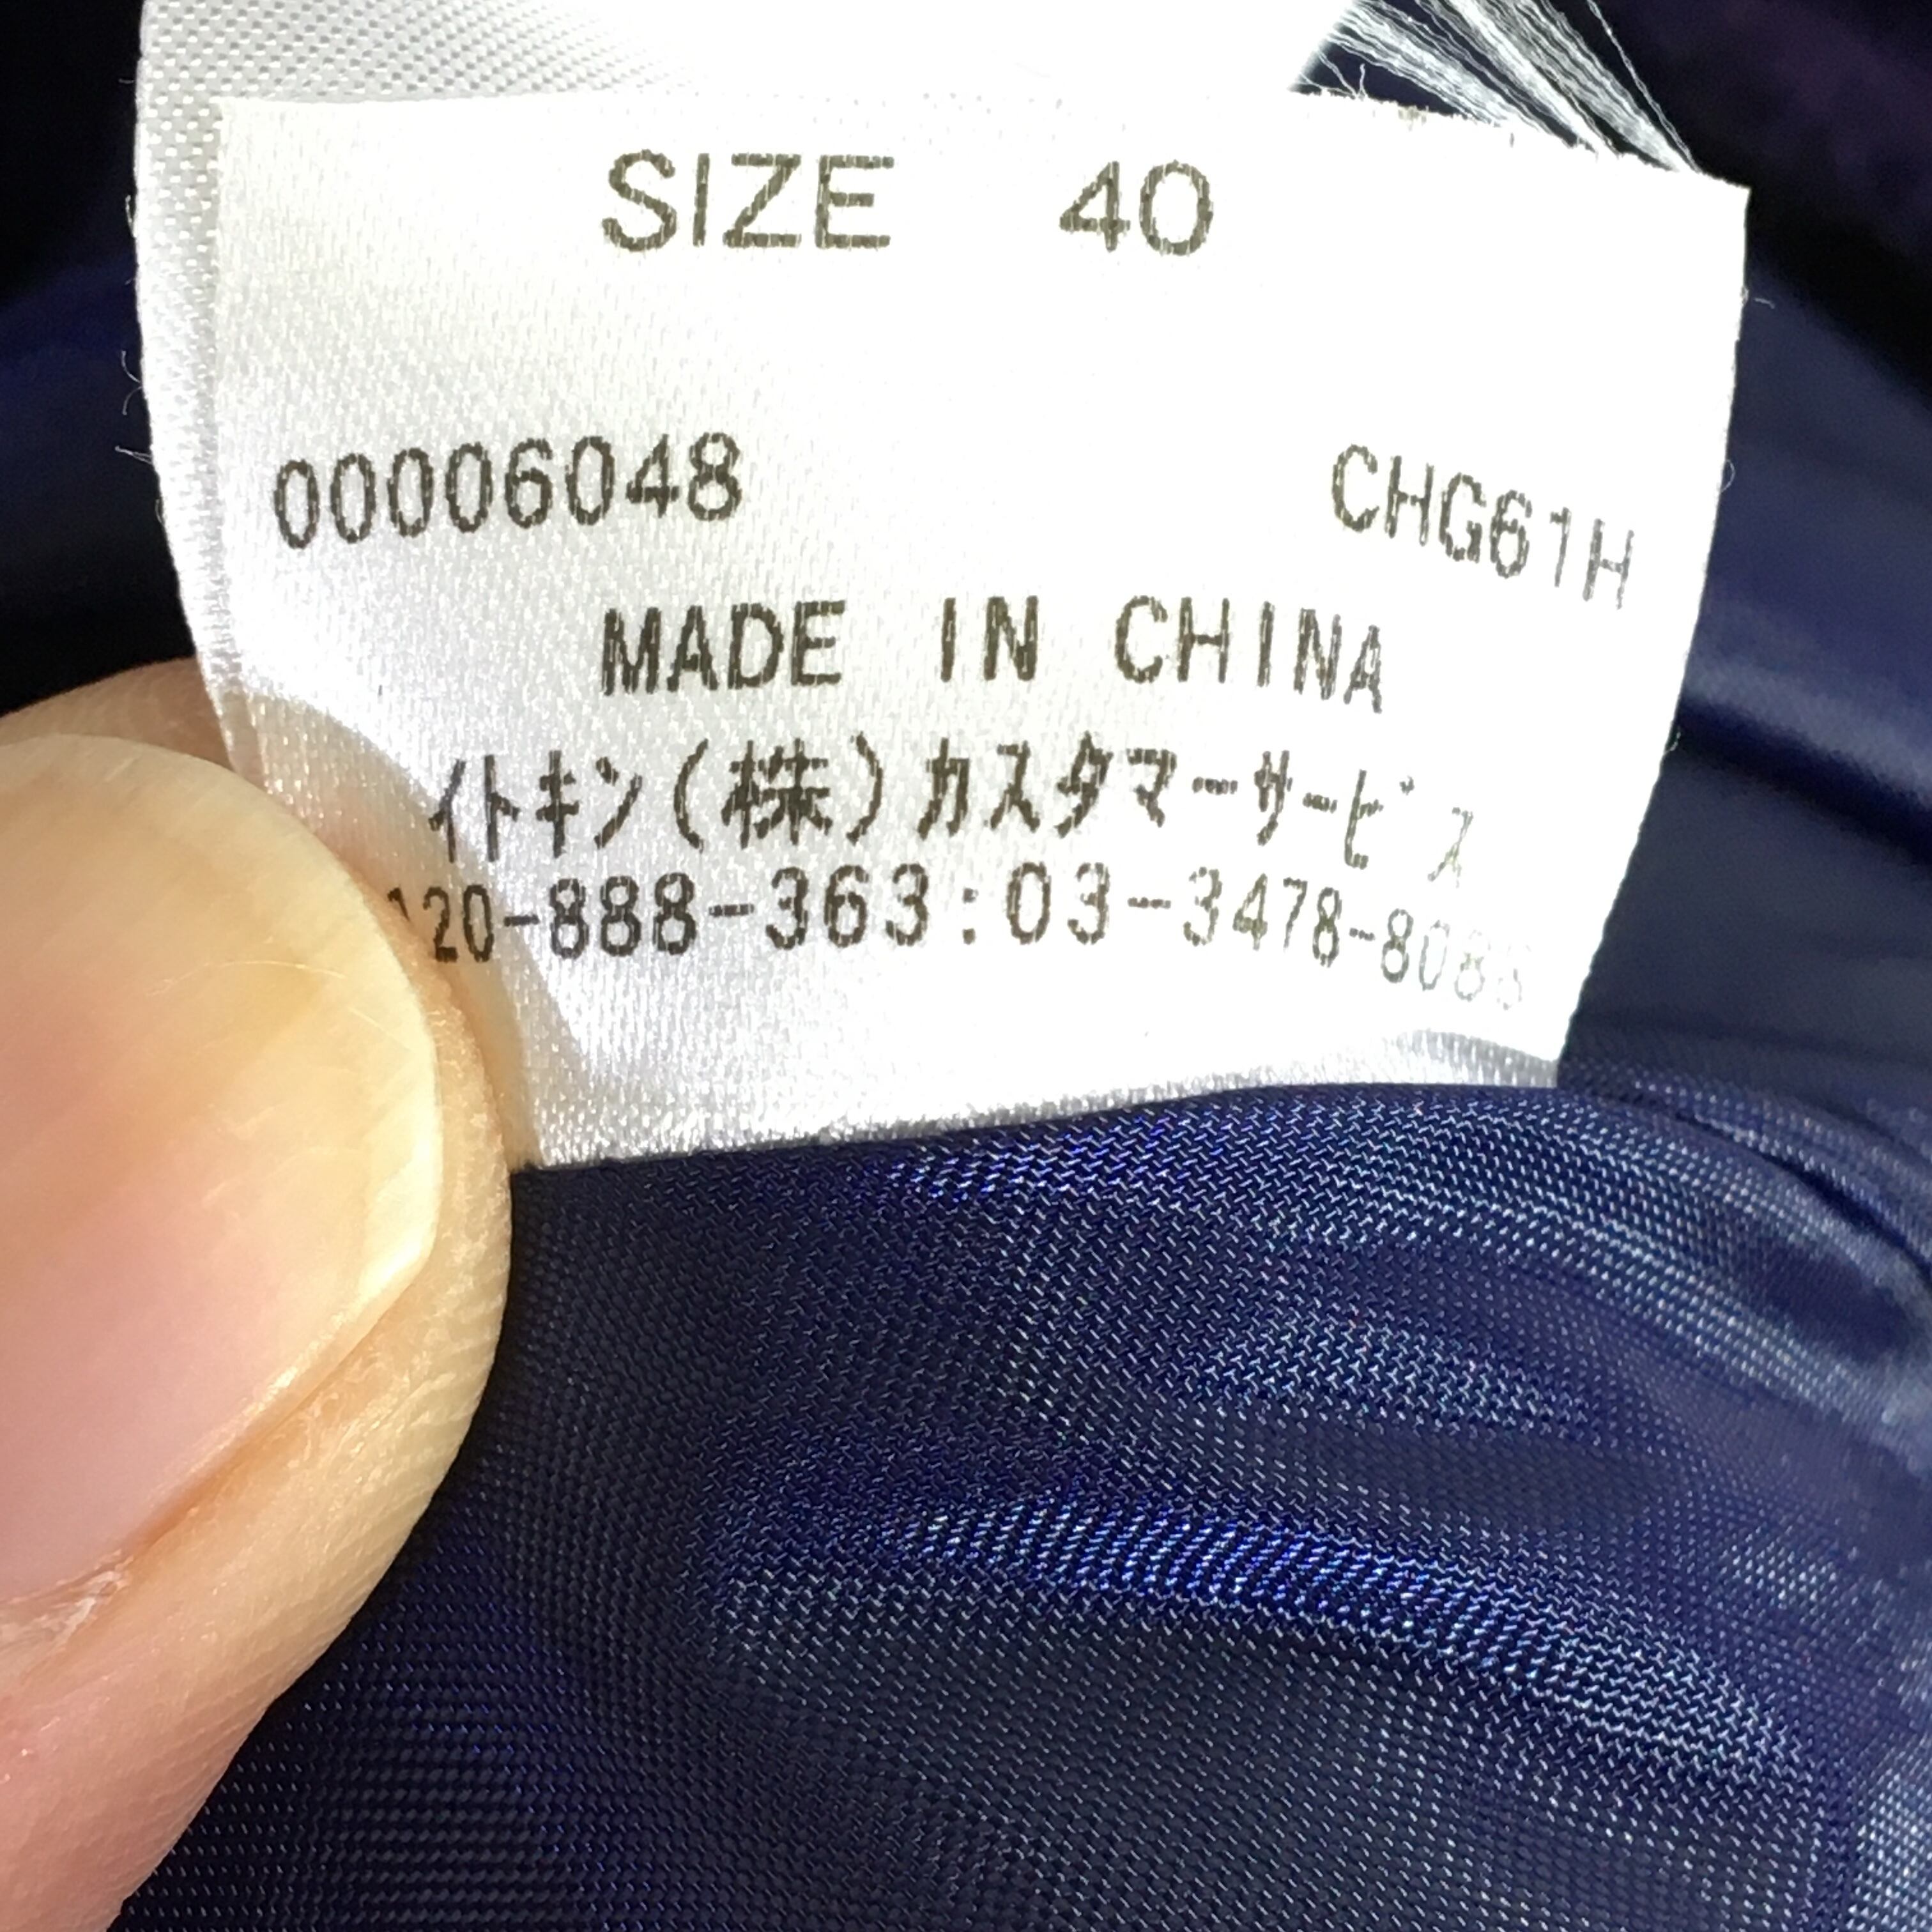 SIZE 40
00006048 CHG61H
MADE IN CHINA
イトキン(株)カスタマーサービス
120-888-363:03-3478-8088